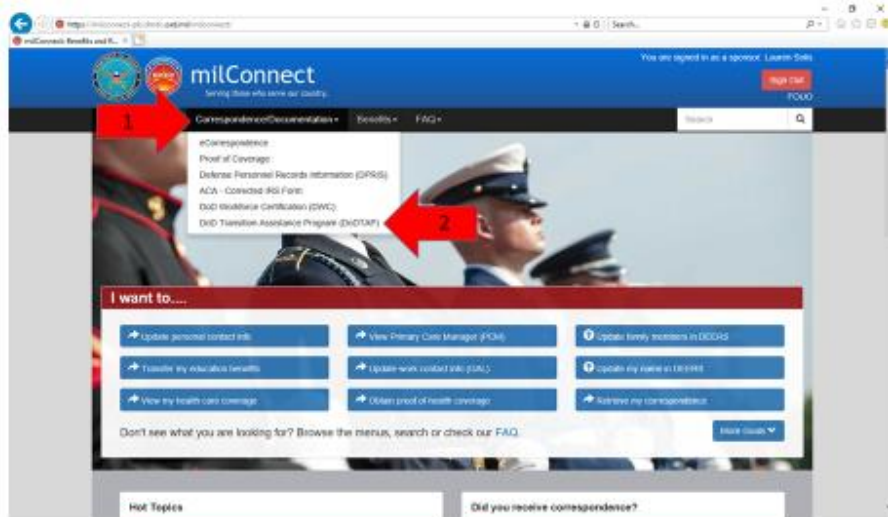 milConnect: Benefits and R...
Search...
milConnect
Serving those who serve our country.
You are signed in as a sponsor:
Sign Out
1
Correspondence/Documentation
Benefits
FAQ
Search
eCorrespondence
Proof of Coverage
Defense Personnel Records Information (DPRIS)
ACA - Corrected IRS Form
DoD Workforce Certification (DWC)
DoD Transition Assistance Program (DoDTAP)
2
I want to....
Update personal contact info
View Primary Care Manager (PCM)
Update family members in DEERS
Transfer my education benefits
Update work contact info (GAL)
Update my name in DEERS
View my health care coverage
Obtain proof of health coverage
Retrieve my correspondence
Don't see what you are looking for? Browse the menus, search or check our FAQ.
More Goals
Hot Topics
Did you receive correspondence?